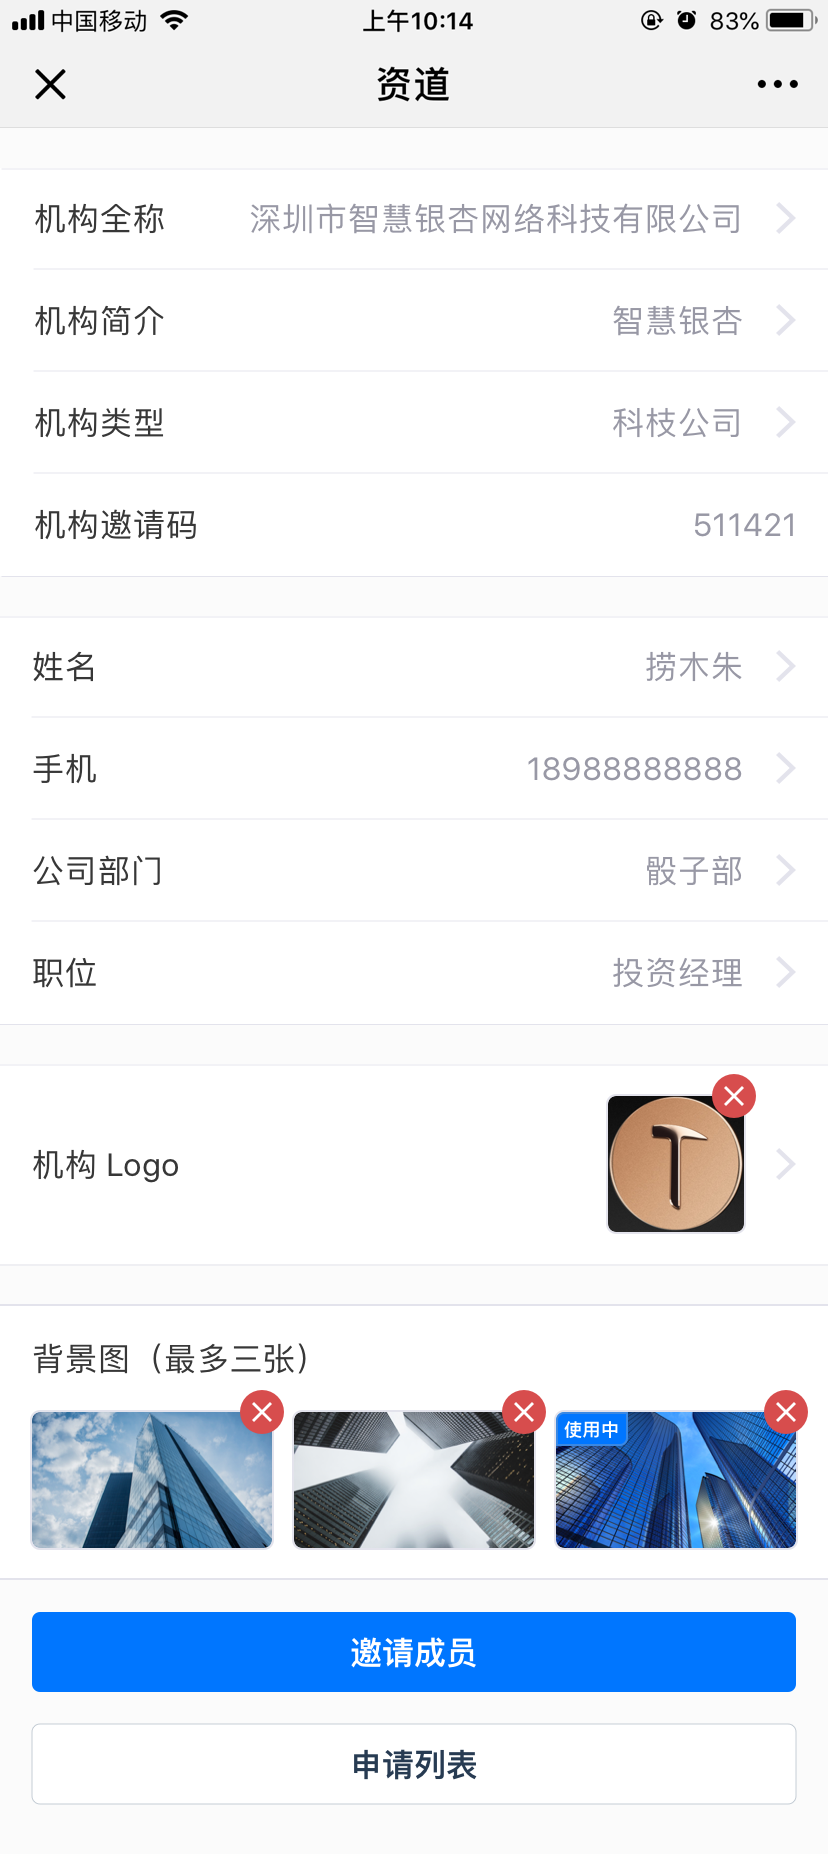 中国移动 上午10:14 83%
资道
机构全称 深圳市智慧银杏网络科技有限公司
机构简介 智慧银杏
机构类型 科枝公司
机构邀请码 511421
姓名 捞木朱
手机 18988888888
公司部门 骰子部
职位 投资经理
机构 Logo
背景图（最多三张）
使用中
邀请成员
申请列表